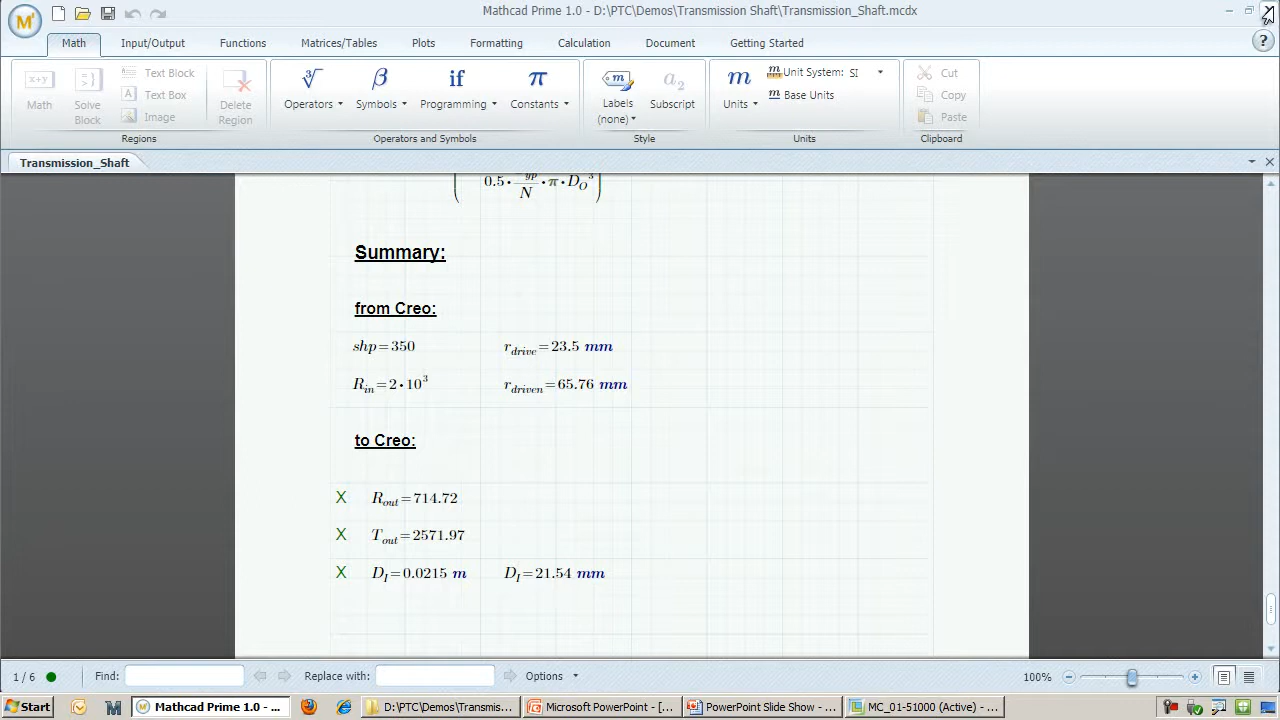 Mathcad Prime 1.0 - D:\PTC\Demos\Transmission Shaft\Transmission_Shaft.mcdx
Math Input/Output Functions Matrices/Tables Plots Formatting Calculation Document Getting Started
Math
Solve Block
Text Block
Text Box
Image
Delete Region
Regions
Operators
Symbols
if
Programming
π
Constants
Operators and Symbols
Labels (none)
Subscript
Style
Units
Unit System: SI
Base Units
Units
Cut
Copy
Paste
Clipboard
Transmission_Shaft
0.5 · yp/N · π · D_O^3
Summary:
from Creo:
shp = 350 r_drive = 23.5 mm
R_in = 2 · 10^3 r_driven = 65.76 mm
to Creo:
X R_out = 714.72
X T_out = 2571.97
X D_I = 0.0215 m D_I = 21.54 mm
1 / 6 Find: Replace with: Options 100%
Start Mathcad Prime 1.0 - ... D:\PTC\Demos\Transmis... Microsoft PowerPoint - [... PowerPoint Slide Show - ... MC_01-51000 (Active) - ...